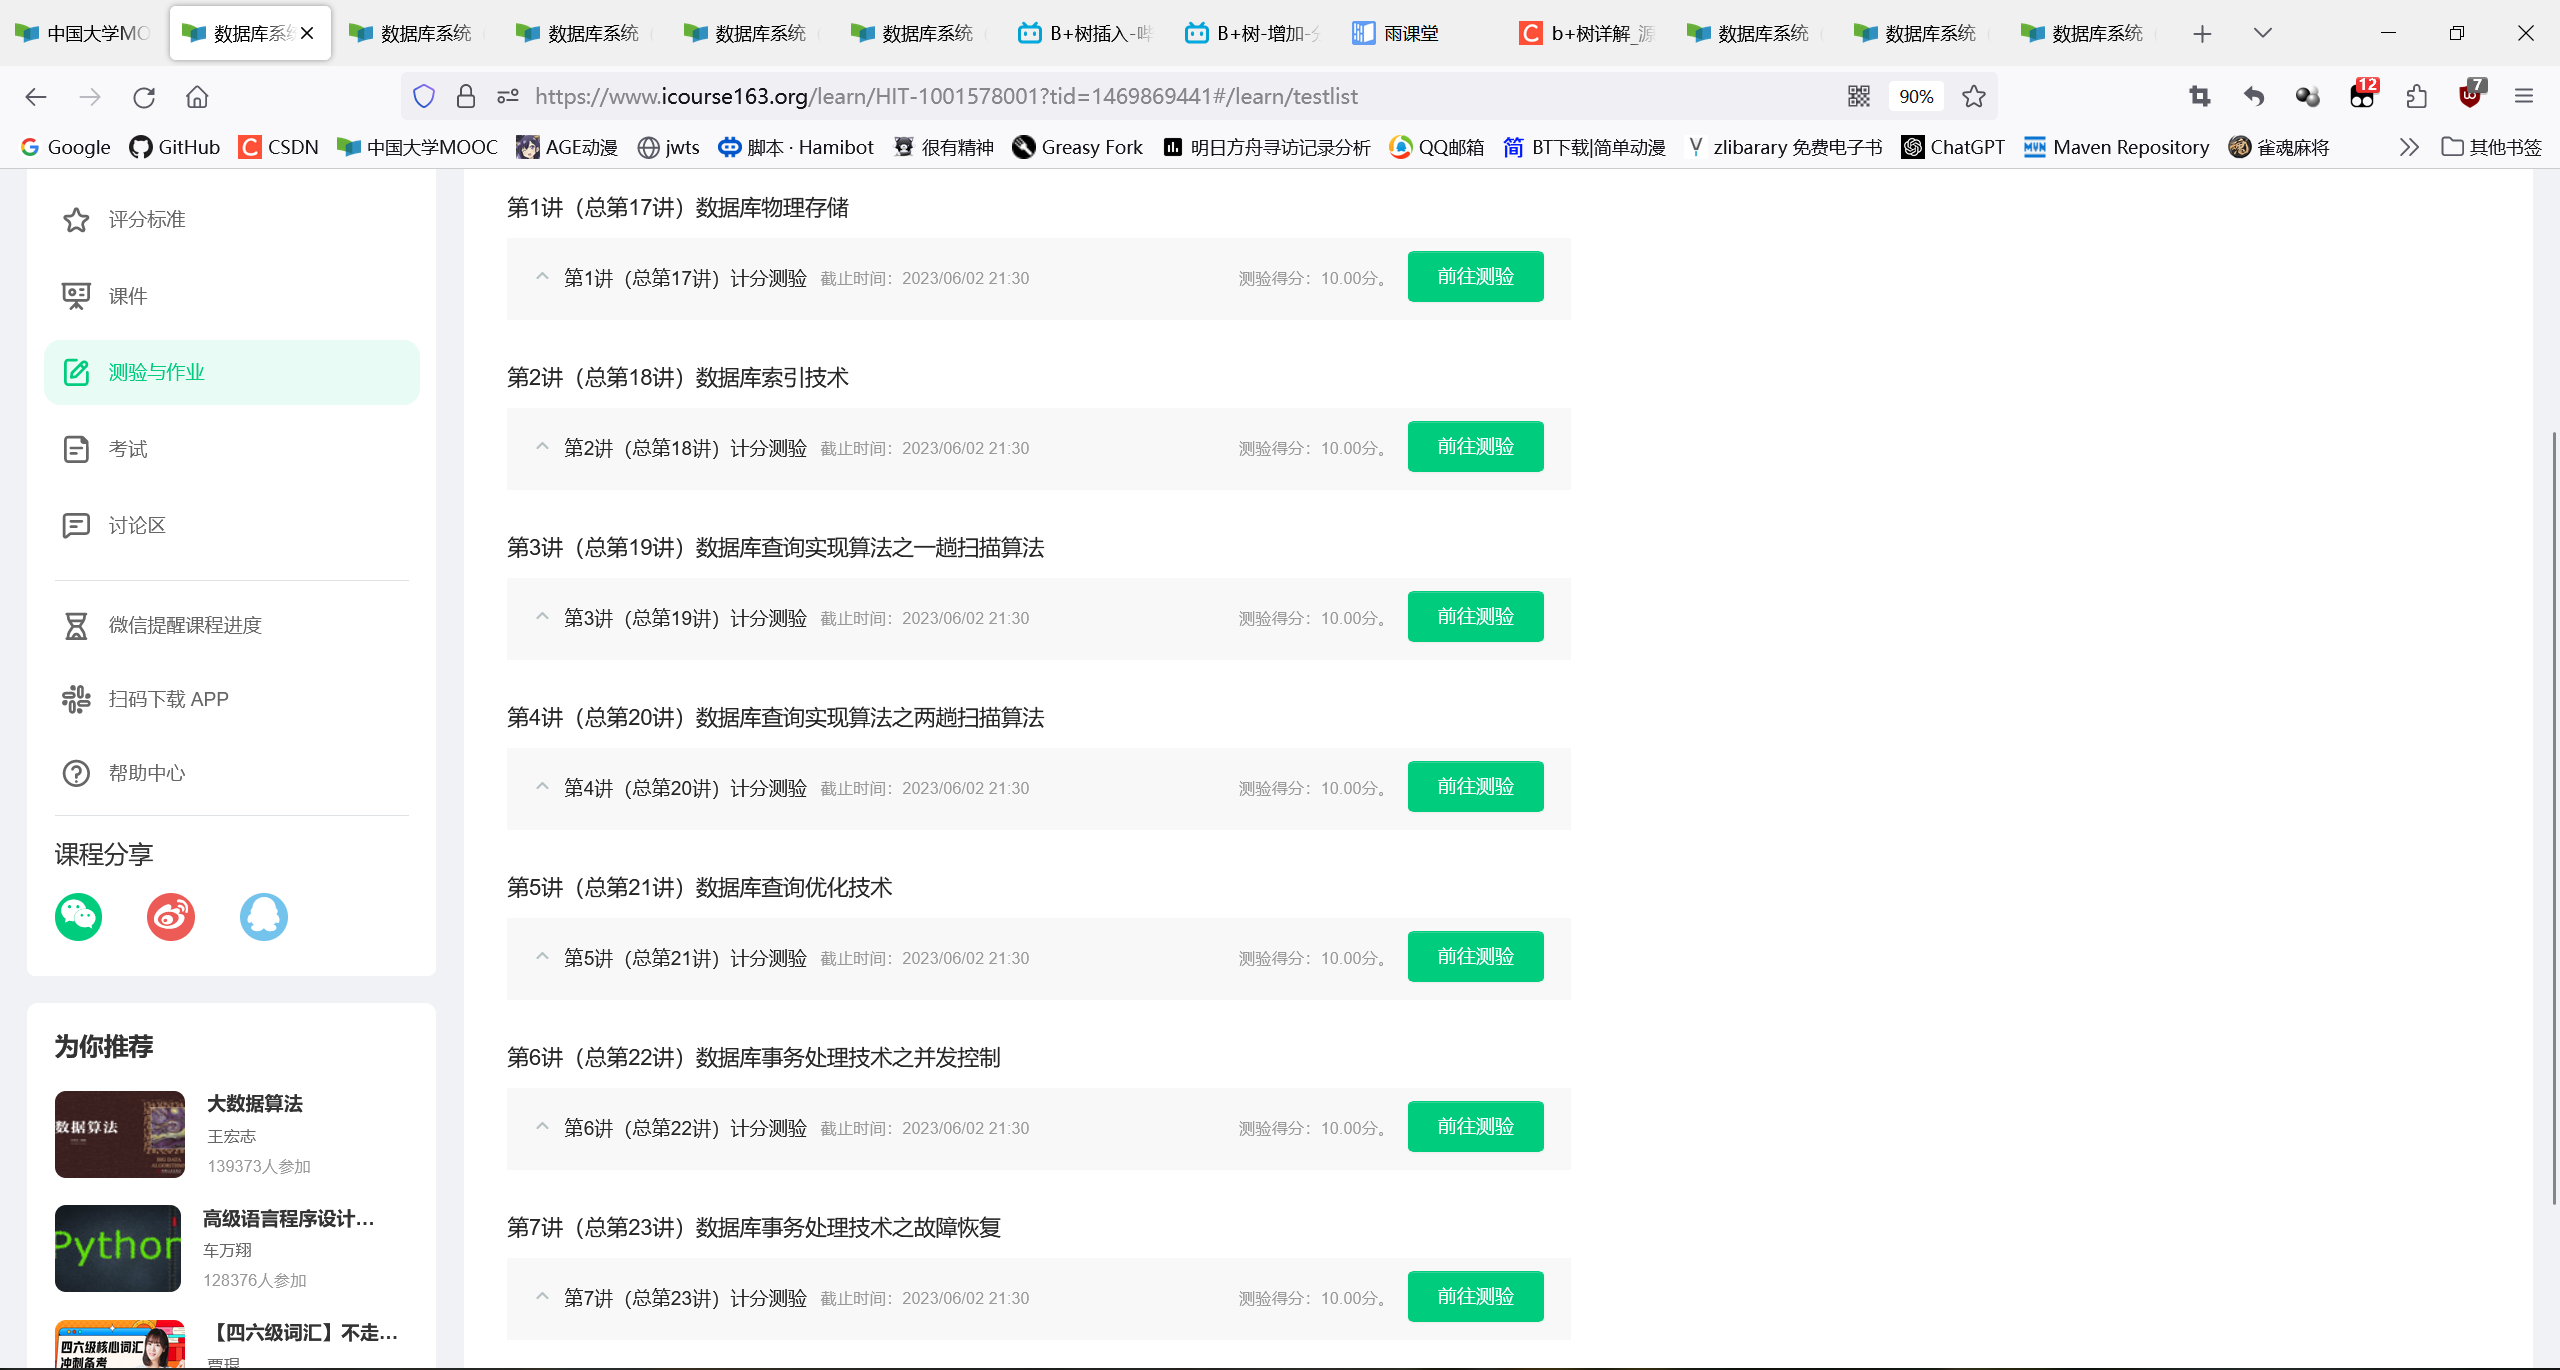 中国大学MO
数据库系
数据库系统
数据库系统
数据库系统
数据库系统
B+树插入-哔
B+树-增加-分
雨课堂
b+树详解_源
数据库系统
数据库系统
数据库系统
https://www.icourse163.org/learn/HIT-1001578001?tid=1469869441#/learn/testlist
90%
12
7
Google
GitHub
CSDN
中国大学MOOC
AGE动漫
jwts
脚本 · Hamibot
很有精神
Greasy Fork
明日方舟寻访记录分析
QQ邮箱
简 BT下载|简单动漫
zlibarary 免费电子书
ChatGPT
MVN Maven Repository
雀魂麻将
其他书签
评分标准
课件
测验与作业
考试
讨论区
微信提醒课程进度
扫码下载 APP
帮助中心
课程分享
为你推荐
数据算法
大数据算法
王宏志
139373人参加
Python
高级语言程序设计...
车万翔
128376人参加
四六级核心词汇
冲刺备考
【四六级词汇】不走...
第1讲（总第17讲）数据库物理存储
第1讲（总第17讲）计分测验 截止时间：2023/06/02 21:30 测验得分：10.00分。 前往测验
第2讲（总第18讲）数据库索引技术
第2讲（总第18讲）计分测验 截止时间：2023/06/02 21:30 测验得分：10.00分。 前往测验
第3讲（总第19讲）数据库查询实现算法之一趟扫描算法
第3讲（总第19讲）计分测验 截止时间：2023/06/02 21:30 测验得分：10.00分。 前往测验
第4讲（总第20讲）数据库查询实现算法之两趟扫描算法
第4讲（总第20讲）计分测验 截止时间：2023/06/02 21:30 测验得分：10.00分。 前往测验
第5讲（总第21讲）数据库查询优化技术
第5讲（总第21讲）计分测验 截止时间：2023/06/02 21:30 测验得分：10.00分。 前往测验
第6讲（总第22讲）数据库事务处理技术之并发控制
第6讲（总第22讲）计分测验 截止时间：2023/06/02 21:30 测验得分：10.00分。 前往测验
第7讲（总第23讲）数据库事务处理技术之故障恢复
第7讲（总第23讲）计分测验 截止时间：2023/06/02 21:30 测验得分：10.00分。 前往测验